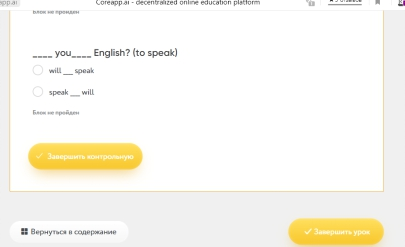 app.ai
Coreapp.ai - decentralized online education platform
Блок не пройден
____ you____ English? (to speak)
will __ speak
speak __ will
Блок не пройден
Завершить контрольную
Вернуться в содержание
Завершить урок